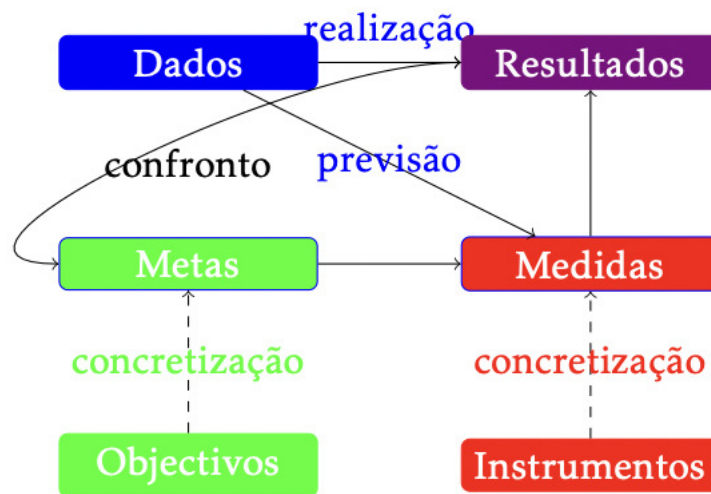 realização
Dados
Resultados
confronto
previsão
Metas
Medidas
concretização
concretização
Objectivos
Instrumentos